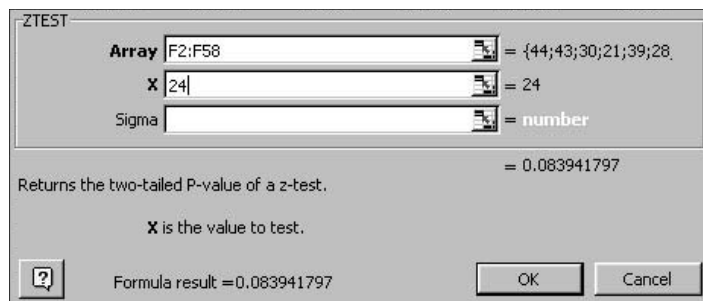 ZTEST
Array F2:F58 = {44;43;30;21;39;28
X 24 = 24
Sigma = number
= 0.083941797
Returns the two-tailed P-value of a z-test.
X is the value to test.
Formula result =0.083941797 OK Cancel